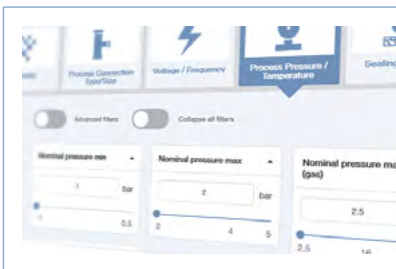 Process Connection
Type/Size
Voltage / Frequency
Process Pressure /
Temperature
Sealing
Advanced filters
Collapse all filters
Nominal pressure min
bar
0.5
Nominal pressure max
2
bar
2
4
5
Nominal pressure ma
(gas)
2.5
2.5
16